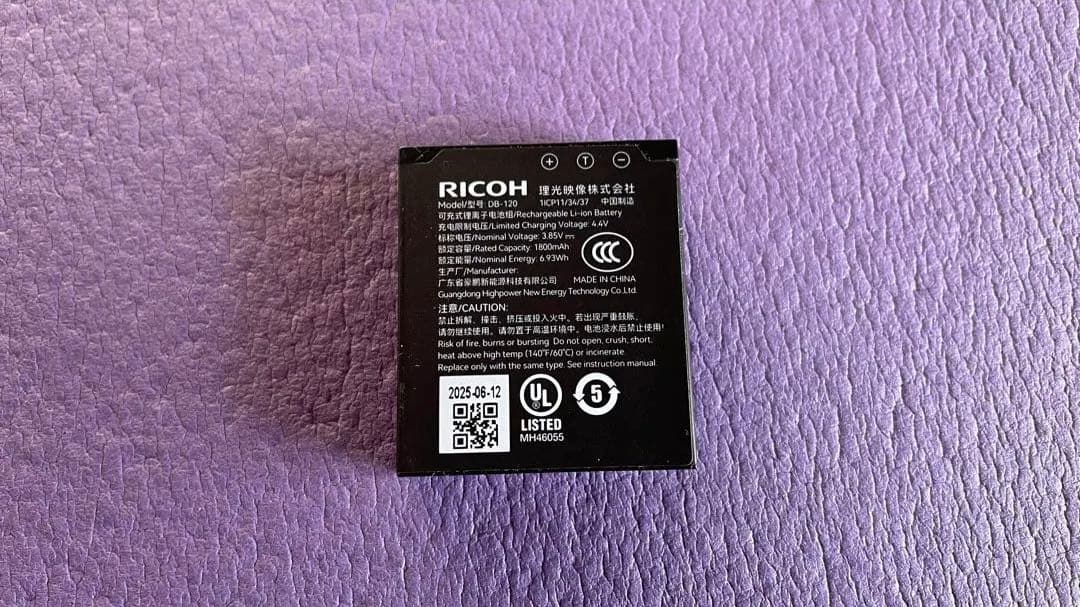 + T −
RICOH 理光映像株式会社
Model/型号: DB-120 1ICP11/34/37 中国制造
可充式锂离子电池组/Rechargeable Li-ion Battery
充电限制电压/Limited Charging Voltage: 4.4V
标称电压/Nominal Voltage: 3.85V⎓
额定容量/Rated Capacity: 1800mAh
额定能量/Nominal Energy: 6.93Wh
CCC
生产厂/Manufacturer:
广东省豪鹏新能源科技有限公司 MADE IN CHINA
Guangdong Highpower New Energy Technology Co.,Ltd.
注意/CAUTION:
禁止拆解、撞击、挤压或投入火中。若出现严重鼓胀,
请勿继续使用。请勿置于高温环境中。电池浸水后禁止使用!
Risk of fire, burns or bursting. Do not open, crush, short,
heat above high temp (140°F/60°C) or incinerate.
Replace only with the same type. See instruction manual.
2025-06-12
UL ®
LISTED
MH46055
5